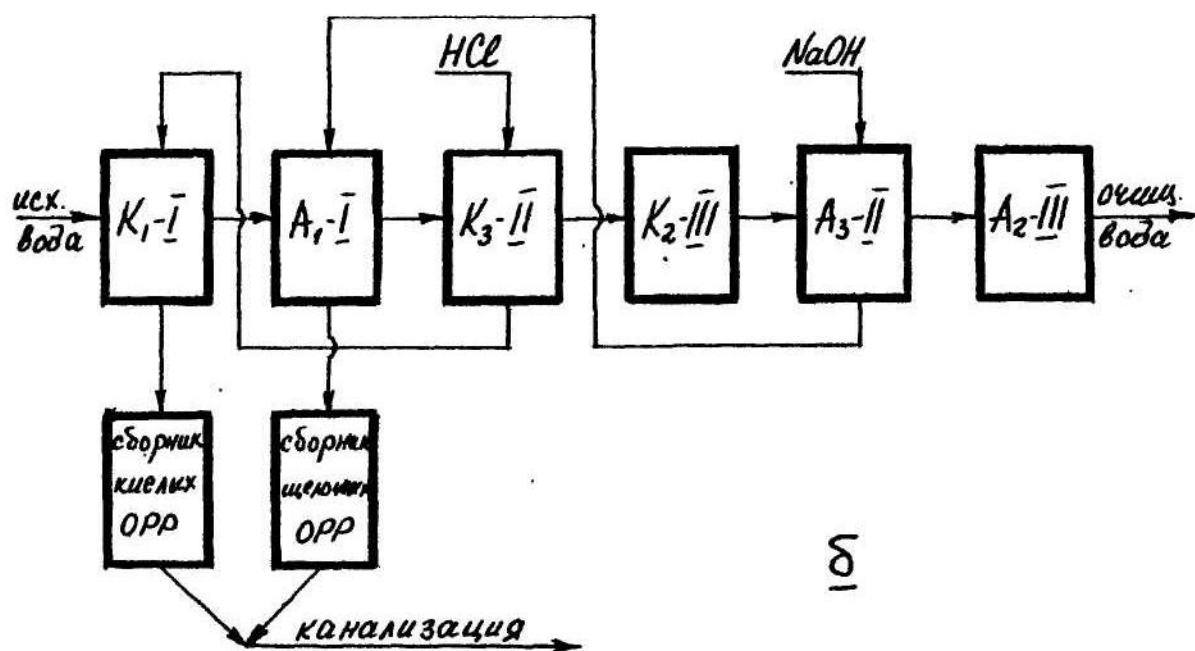 HCl
NaOH
исх.
вода
K₁-I
A₁-I
K₃-II
K₂-III
A₃-II
A₂-III
очищ.
вода
сборник
кислых
ОРР
сборник
ОРР
б
канализация